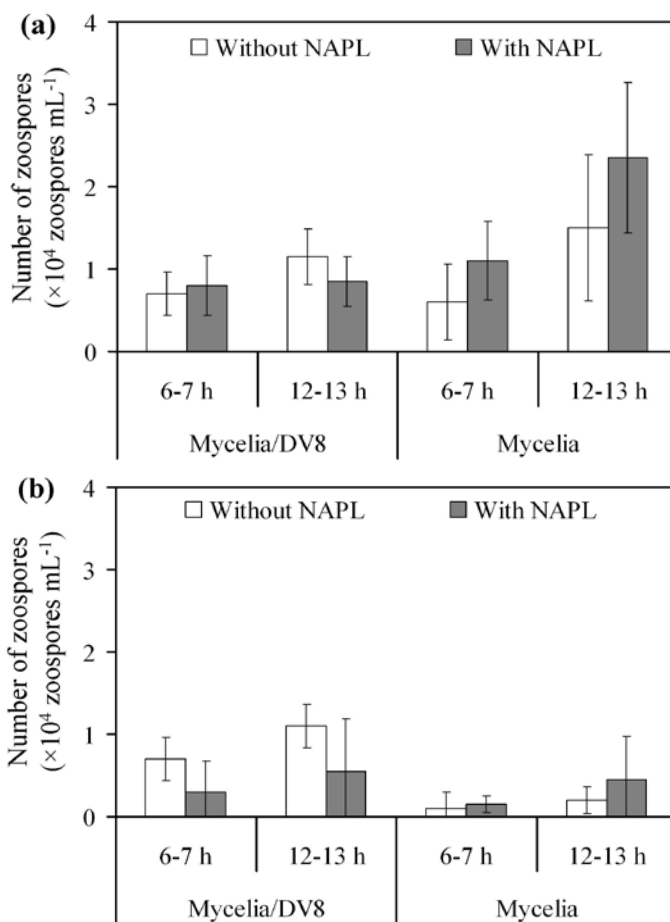 (a)
4
Without NAPL With NAPL
3
Number of zoospores
(×10⁴ zoospores mL⁻¹)
2
1
0
6-7 h 12-13 h 6-7 h 12-13 h
Mycelia/DV8 Mycelia
(b)
4
Without NAPL With NAPL
3
Number of zoospores
(×10⁴ zoospores mL⁻¹)
2
1
0
6-7 h 12-13 h 6-7 h 12-13 h
Mycelia/DV8 Mycelia